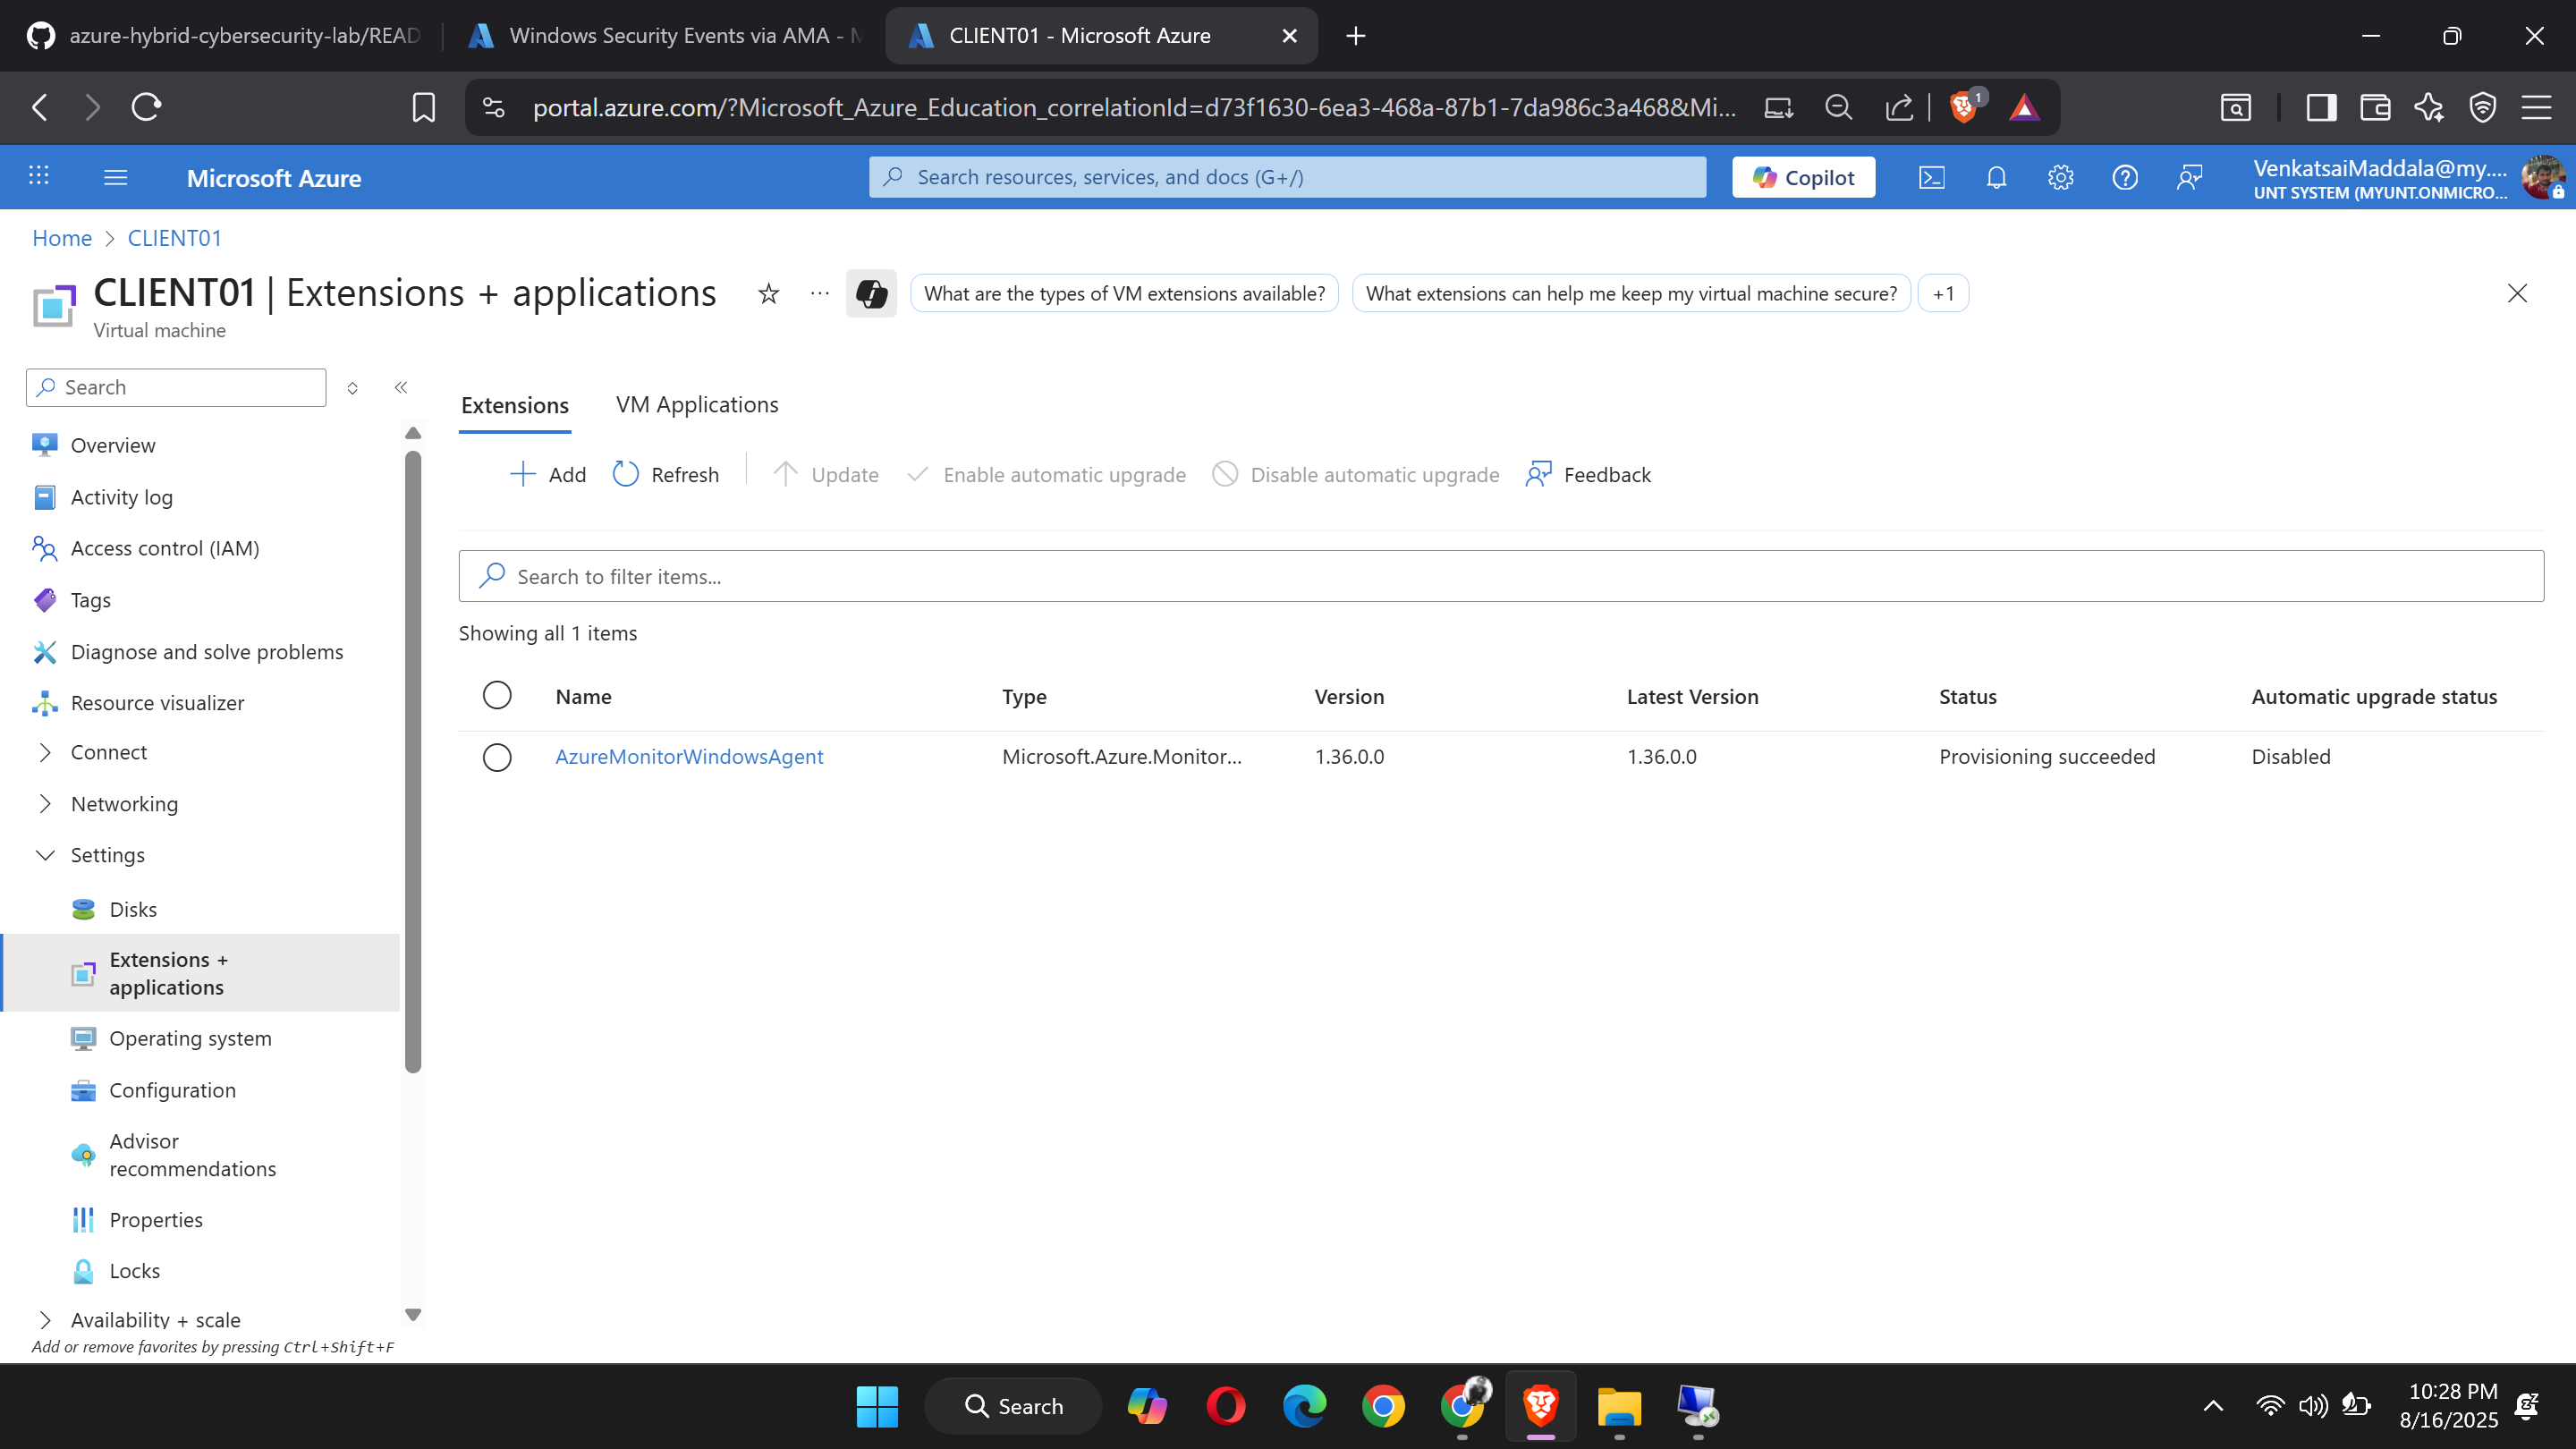 azure-hybrid-cybersecurity-lab/READ
Windows Security Events via AMA - M
CLIENT01 - Microsoft Azure
portal.azure.com/?Microsoft_Azure_Education_correlationId=d73f1630-6ea3-468a-87b1-7da986c3a468&Mi...
1
Microsoft Azure
Search resources, services, and docs (G+/)
Copilot
VenkatsaiMaddala@my....
UNT SYSTEM (MYUNT.ONMICRO...
Home > CLIENT01
CLIENT01 | Extensions + applications
Virtual machine
What are the types of VM extensions available?
What extensions can help me keep my virtual machine secure?
+1
Search
Overview
Activity log
Access control (IAM)
Tags
Diagnose and solve problems
Resource visualizer
Connect
Networking
Settings
Disks
Extensions +
applications
Operating system
Configuration
Advisor
recommendations
Properties
Locks
Availability + scale
Add or remove favorites by pressing Ctrl+Shift+F
Extensions
VM Applications
Add
Refresh
Update
Enable automatic upgrade
Disable automatic upgrade
Feedback
Search to filter items...
Showing all 1 items
Name Type Version Latest Version Status Automatic upgrade status
AzureMonitorWindowsAgent Microsoft.Azure.Monitor... 1.36.0.0 1.36.0.0 Provisioning succeeded Disabled
Search
10:28 PM
8/16/2025